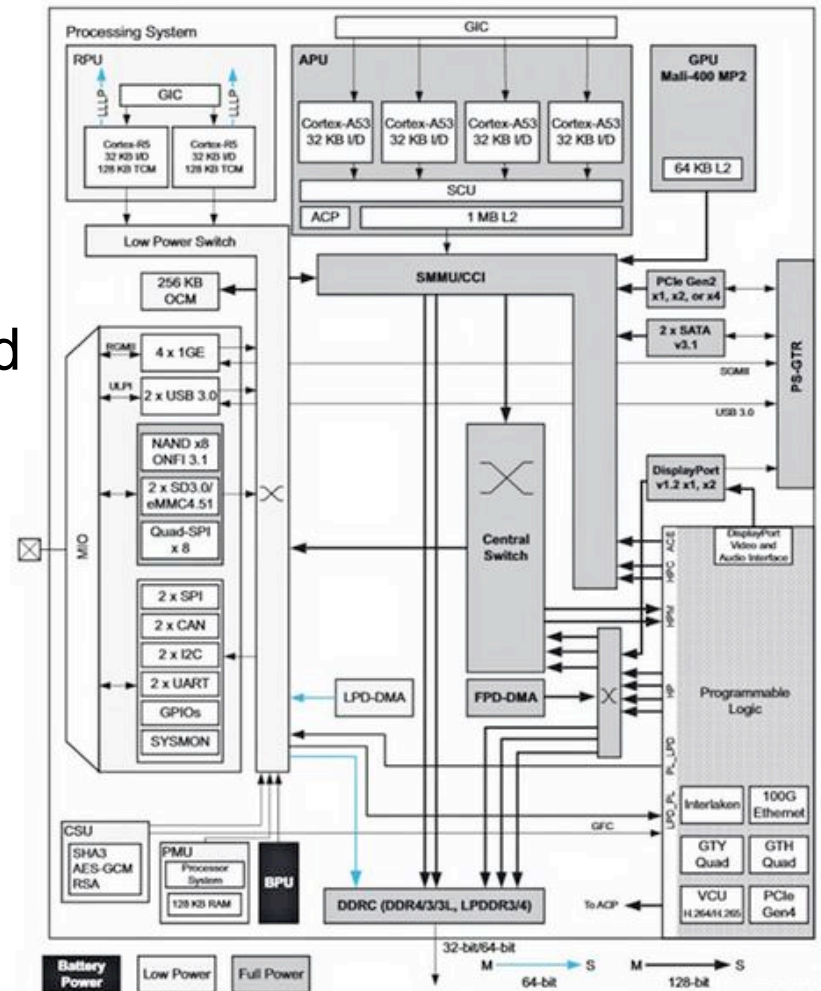 GIC
Processing System
RPU
LLLP
GIC
LLLP
Cortex-R5
32 KB I/D
128 KB TCM
Cortex-R5
32 KB I/D
128 KB TCM
APU
Cortex-A53
32 KB I/D
Cortex-A53
32 KB I/D
Cortex-A53
32 KB I/D
Cortex-A53
32 KB I/D
SCU
ACP
1 MB L2
GPU
Mali-400 MP2
64 KB L2
Low Power Switch
256 KB
OCM
SMMU/CCI
PCIe Gen2
x1, x2, or x4
2 x SATA
v3.1
PS-GTR
SGMII
USB 3.0
d
MIO
RGMII
4 x 1GE
ULPI
2 x USB 3.0
NAND x8
ONFI 3.1
2 x SD3.0/
eMMC4.51
Quad-SPI
x 8
2 x SPI
2 x CAN
2 x I2C
2 x UART
GPIOs
SYSMON
Central
Switch
DisplayPort
v1.2 x1, x2
DisplayPort
Video and
Audio Interface
ACE
HPC
HPM
HP
PL_LPD
LPD_PL
LPD-DMA
FPD-DMA
Programmable
Logic
Interlaken
100G
Ethernet
GTY
Quad
GTH
Quad
VCU
H.264/H.265
PCIe
Gen4
GFC
To ACP
CSU
SHA3
AES-GCM
RSA
PMU
Processor
System
128 KB RAM
BPU
DDRC (DDR4/3/3L, LPDDR3/4)
32-bit/64-bit
Battery
Power
Low Power
Full Power
M S
64-bit
M S
128-bit